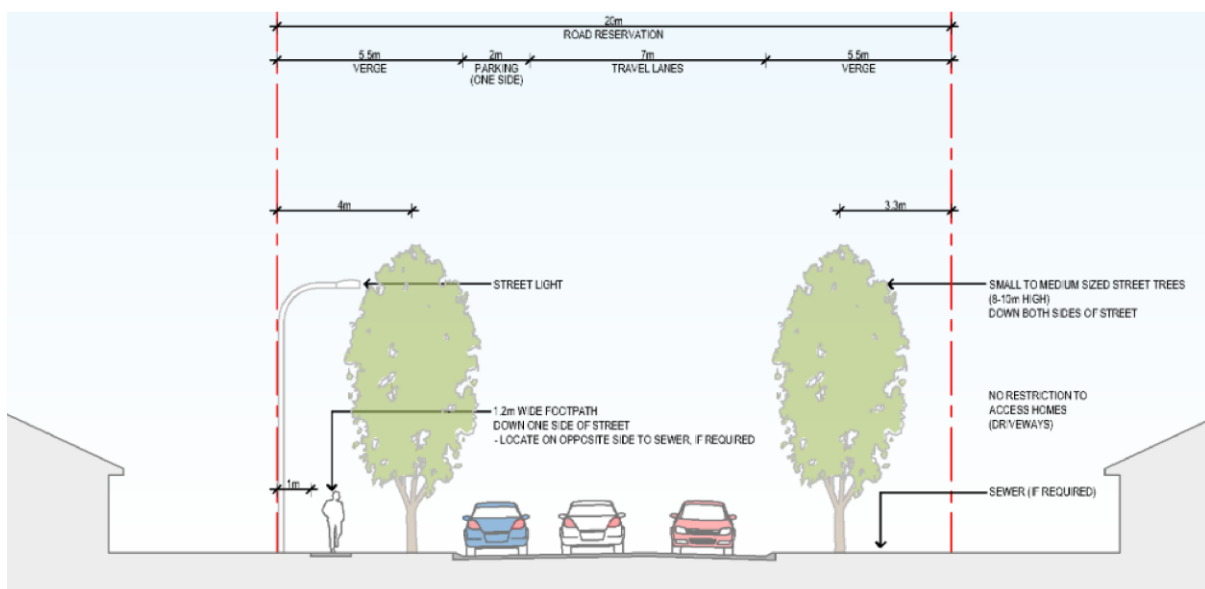 20m
ROAD RESERVATION
5.5m
VERGE
2m
PARKING
(ONE SIDE)
7m
TRAVEL LANES
5.5m
VERGE
4m
3.3m
STREET LIGHT
SMALL TO MEDIUM SIZED STREET TREES
(8-10m HIGH)
DOWN BOTH SIDES OF STREET
1.2m WIDE FOOTPATH
DOWN ONE SIDE OF STREET
- LOCATE ON OPPOSITE SIDE TO SEWER, IF REQUIRED
NO RESTRICTION TO
ACCESS HOMES
(DRIVEWAYS)
1m
SEWER (IF REQUIRED)